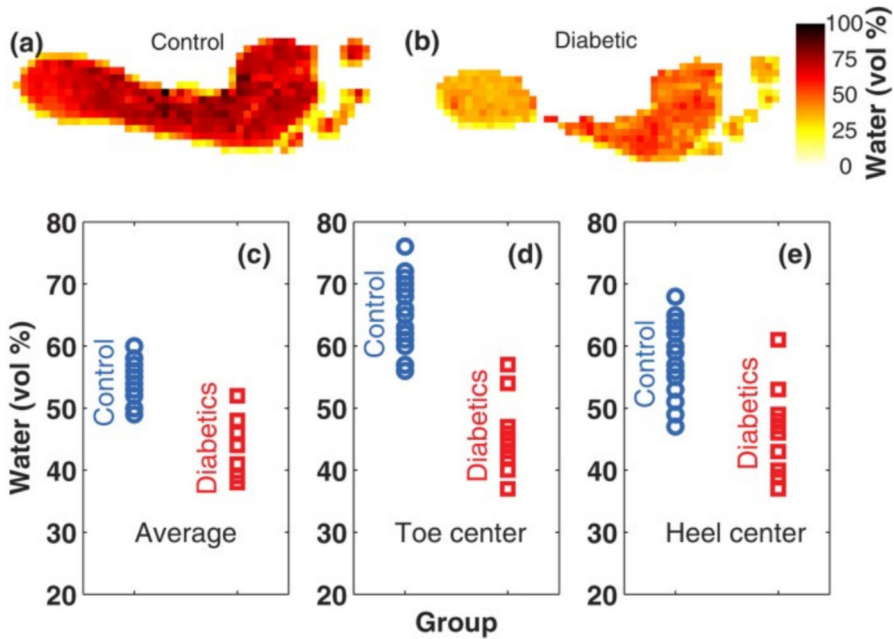 (a)
Control
(b)
Diabetic
100
75
50
25
0
Water (vol %)
80
70
60
50
40
30
20
Water (vol %)
(c)
Control
Diabetics
Average
80
70
60
50
40
30
20
(d)
Control
Diabetics
Toe center
80
70
60
50
40
30
20
(e)
Control
Diabetics
Heel center
Group